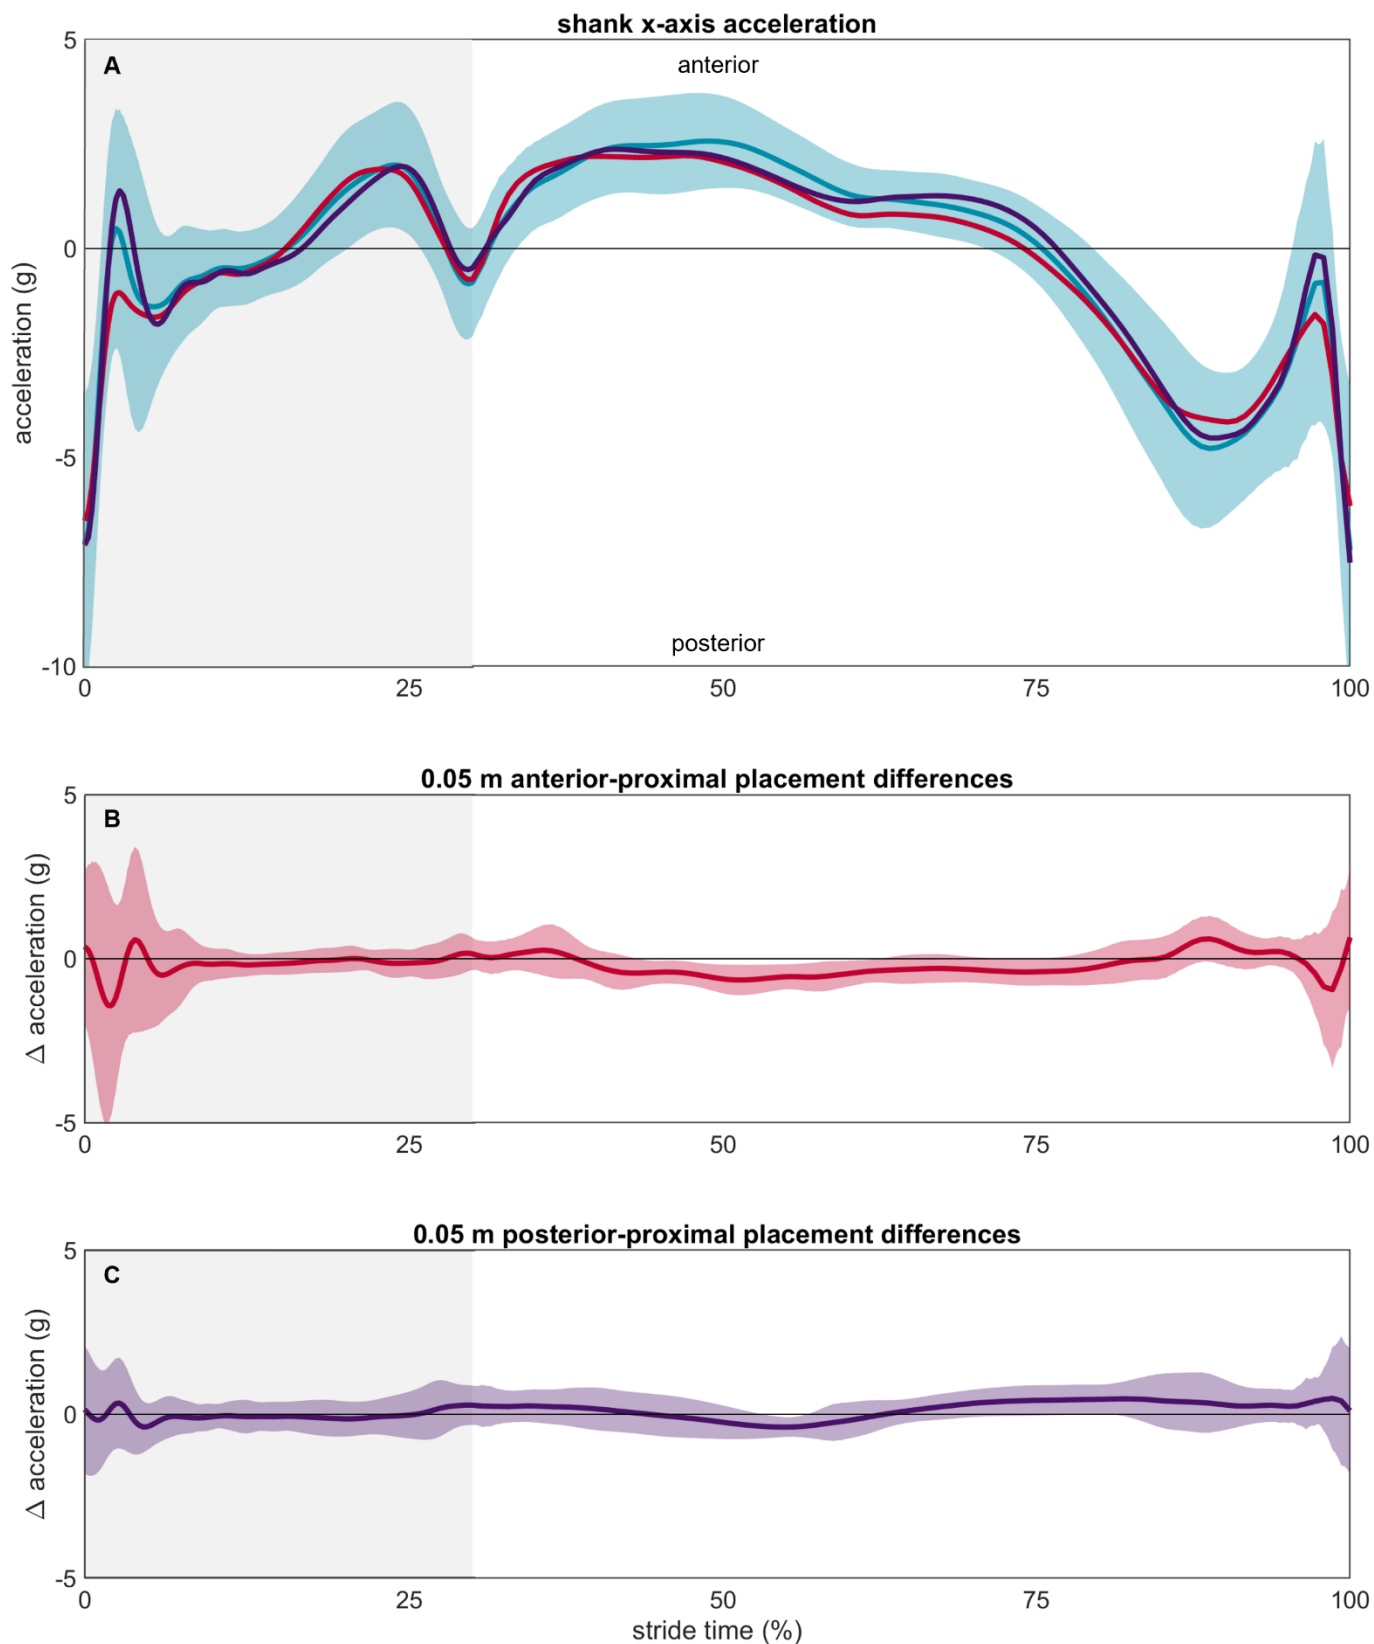 shank x-axis acceleration
A
anterior
5
0
-5
-10
acceleration (g)
posterior
0 25 50 75 100
0.05 m anterior-proximal placement differences
B
5
0
-5
Δ acceleration (g)
0 25 50 75 100
0.05 m posterior-proximal placement differences
C
5
0
-5
Δ acceleration (g)
0 25 50 75 100
stride time (%)